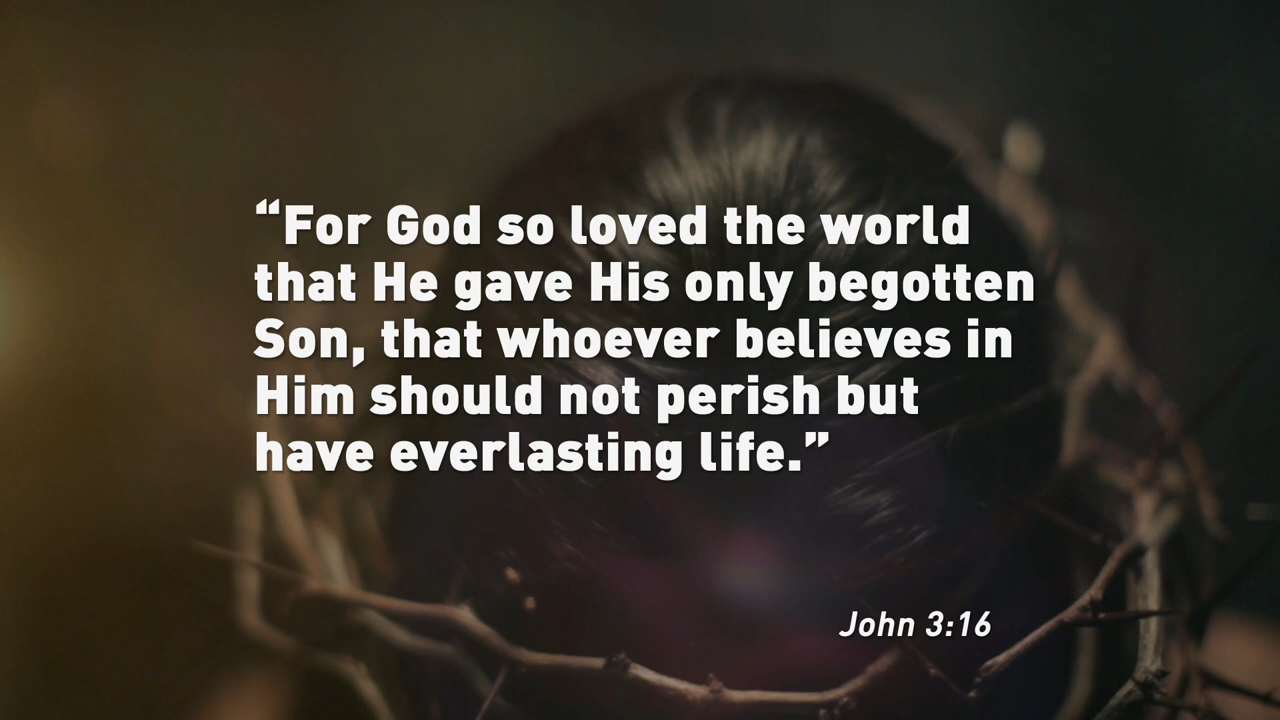 “For God so loved the world
that He gave His only begotten
Son, that whoever believes in
Him should not perish but
have everlasting life.”
John 3:16